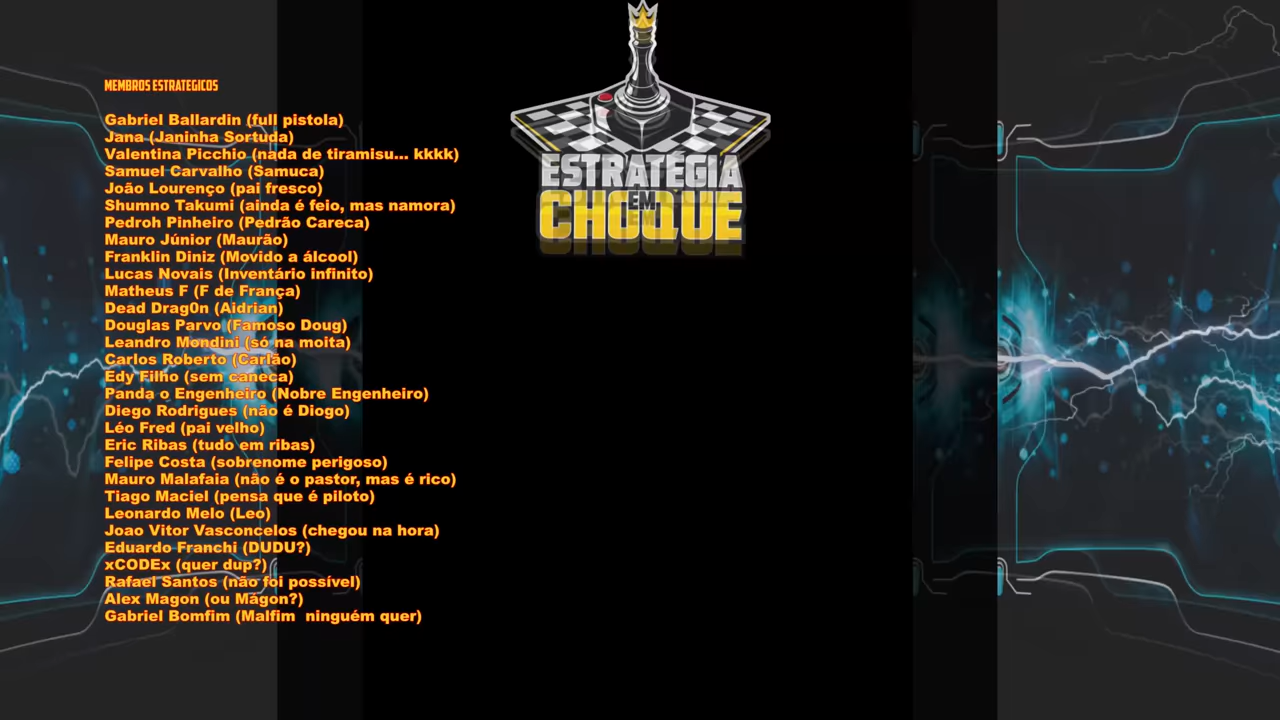 MEMBROS ESTRATEGICOS
Gabriel Ballardin (full pistola)
Jana (Janinha Sortuda)
Valentina Picchio (nada de tiramisu... kkkk)
Samuel Carvalho (Samuca)
João Lourenço (pai fresco)
Shumno Takumi (ainda é feio, mas namora)
Pedroh Pinheiro (Pedrão Careca)
Mauro Júnior (Maurão)
Franklin Diniz (Movido a álcool)
Lucas Novais (Inventário infinito)
Matheus F (F de França)
Dead Drag0n (Aidrian)
Douglas Parvo (Famoso Doug)
Leandro Mondini (só na moita)
Carlos Roberto (Carlão)
Edy Filho (sem caneca)
Panda o Engenheiro (Nobre Engenheiro)
Diego Rodrigues (não é Diogo)
Léo Fred (pai velho)
Eric Ribas (tudo em ribas)
Felipe Costa (sobrenome perigoso)
Mauro Malafaia (não é o pastor, mas é rico)
Tiago Maciel (pensa que é piloto)
Leonardo Melo (Leo)
Joao Vitor Vasconcelos (chegou na hora)
Eduardo Franchi (DUDU?)
xCODEx (quer dup?)
Rafael Santos (não foi possível)
Alex Magon (ou Mágon?)
Gabriel Bomfim (Malfim  ninguém quer)
ESTRATÉGIA
EM
CHOQUE